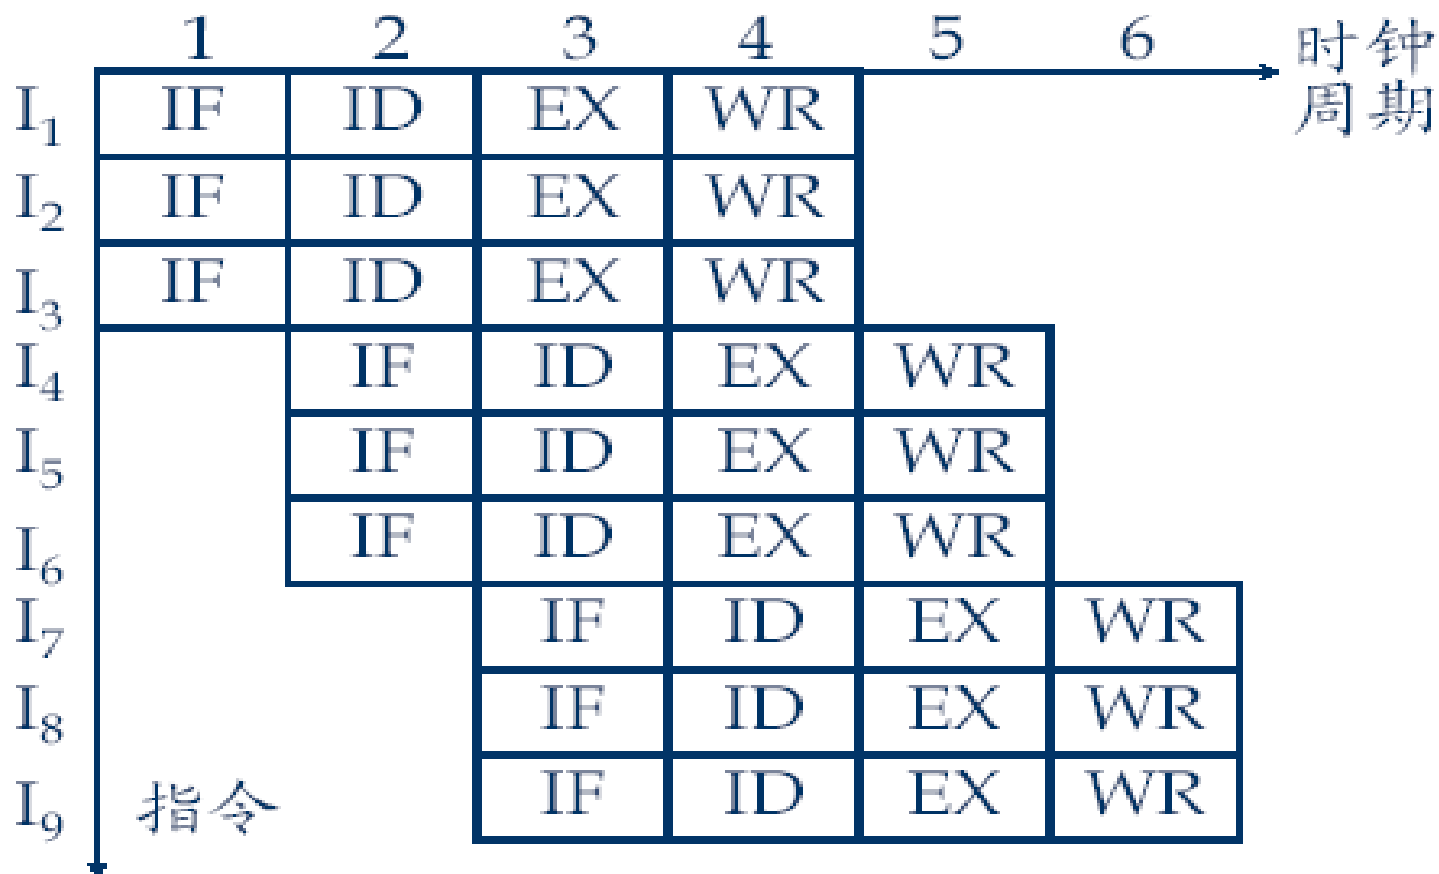 1 2 3 4 5 6 时钟
周期
I₁ IF ID EX WR
I₂ IF ID EX WR
I₃ IF ID EX WR
I₄ IF ID EX WR
I₅ IF ID EX WR
I₆ IF ID EX WR
I₇ IF ID EX WR
I₈ IF ID EX WR
I₉ IF ID EX WR
指令